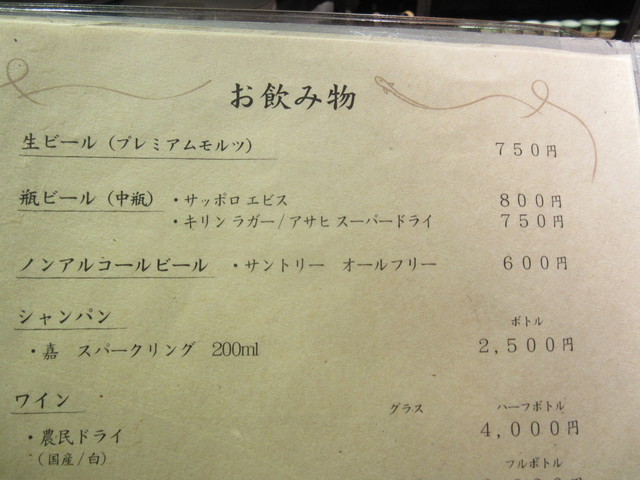 お飲み物
生ビール（プレミアムモルツ） 750円
瓶ビール（中瓶） ・サッポロ エビス 800円
・キリン ラガー / アサヒ スーパードライ 750円
ノンアルコールビール ・サントリー オールフリー 600円
シャンパン ボトル
・嘉 スパークリング 200ml 2,500円
ワイン グラス ハーフボトル
・農民ドライ 4,000円
（国産 / 白） フルボトル